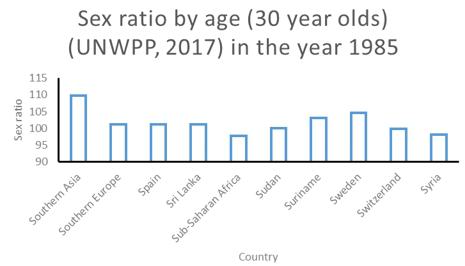 Sex ratio by age (30 year olds)
(UNWPP, 2017) in the year 1985
115
110
105
100
95
90
Sex ratio
Southern Asia
Southern Europe
Spain
Sri Lanka
Sub-Saharan Africa
Sudan
Suriname
Sweden
Switzerland
Syria
Country